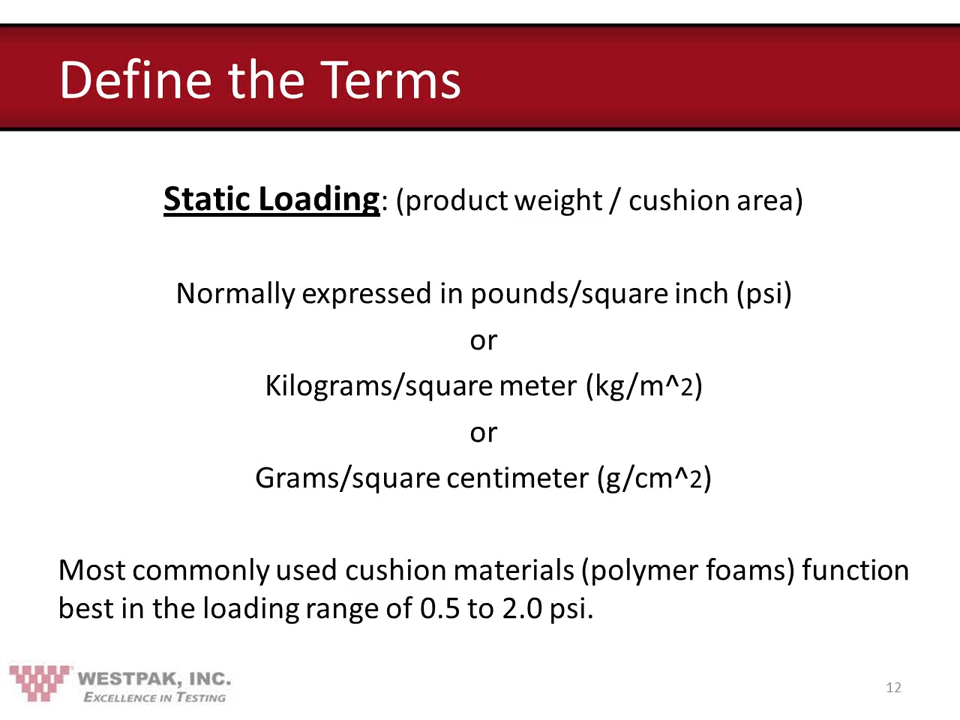 Define the Terms
Static Loading: (product weight / cushion area)
Normally expressed in pounds/square inch (psi)
or
Kilograms/square meter (kg/m^2)
or
Grams/square centimeter (g/cm^2)
Most commonly used cushion materials (polymer foams) function
best in the loading range of 0.5 to 2.0 psi.
WESTPAK, INC.
EXCELLENCE IN TESTING
12